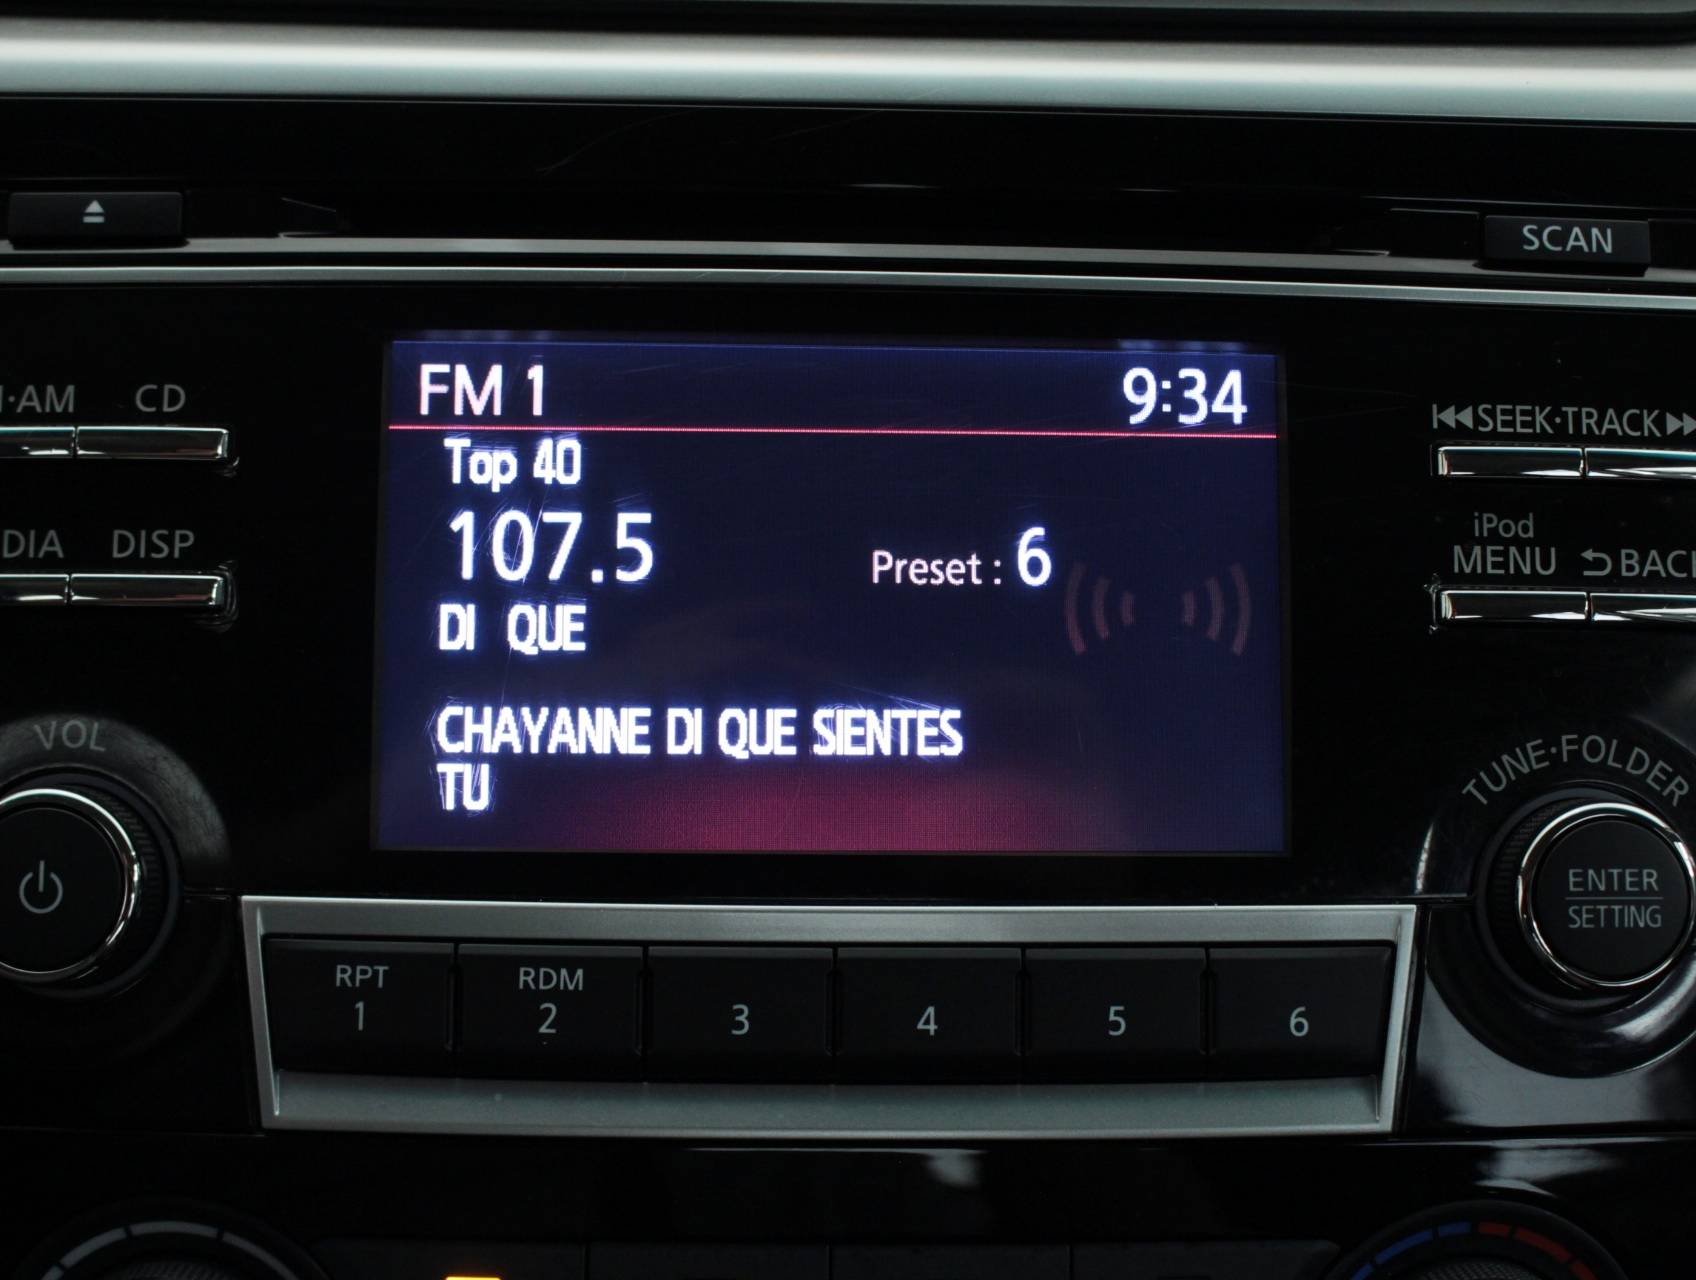 SCAN
·AM CD
FM 1 9:34
SEEK·TRACK
Top 40
107.5
Preset : 6
DIA DISP
iPod
MENU BACK
DI QUE
CHAYANNE DI QUE SIENTES
TU
VOL
TUNE·FOLDER
ENTER
SETTING
RPT
1
RDM
2
3
4
5
6